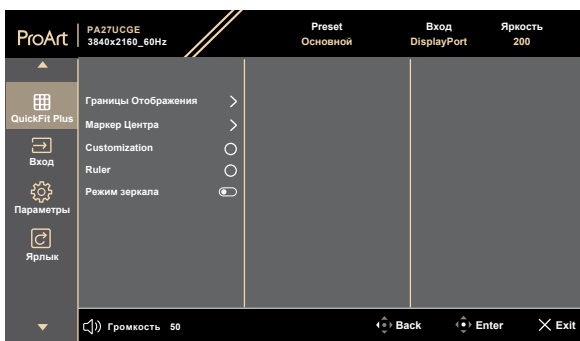 ProArt
PA27UCGE
3840x2160_60Hz
Preset
Основной
Вход
DisplayPort
Яркость
200
QuickFit Plus
Вход
Параметры
Ярлык
Границы Отображения
Маркер Центра
Customization
Ruler
Режим зеркала
Громкость 50
Back
Enter
Exit